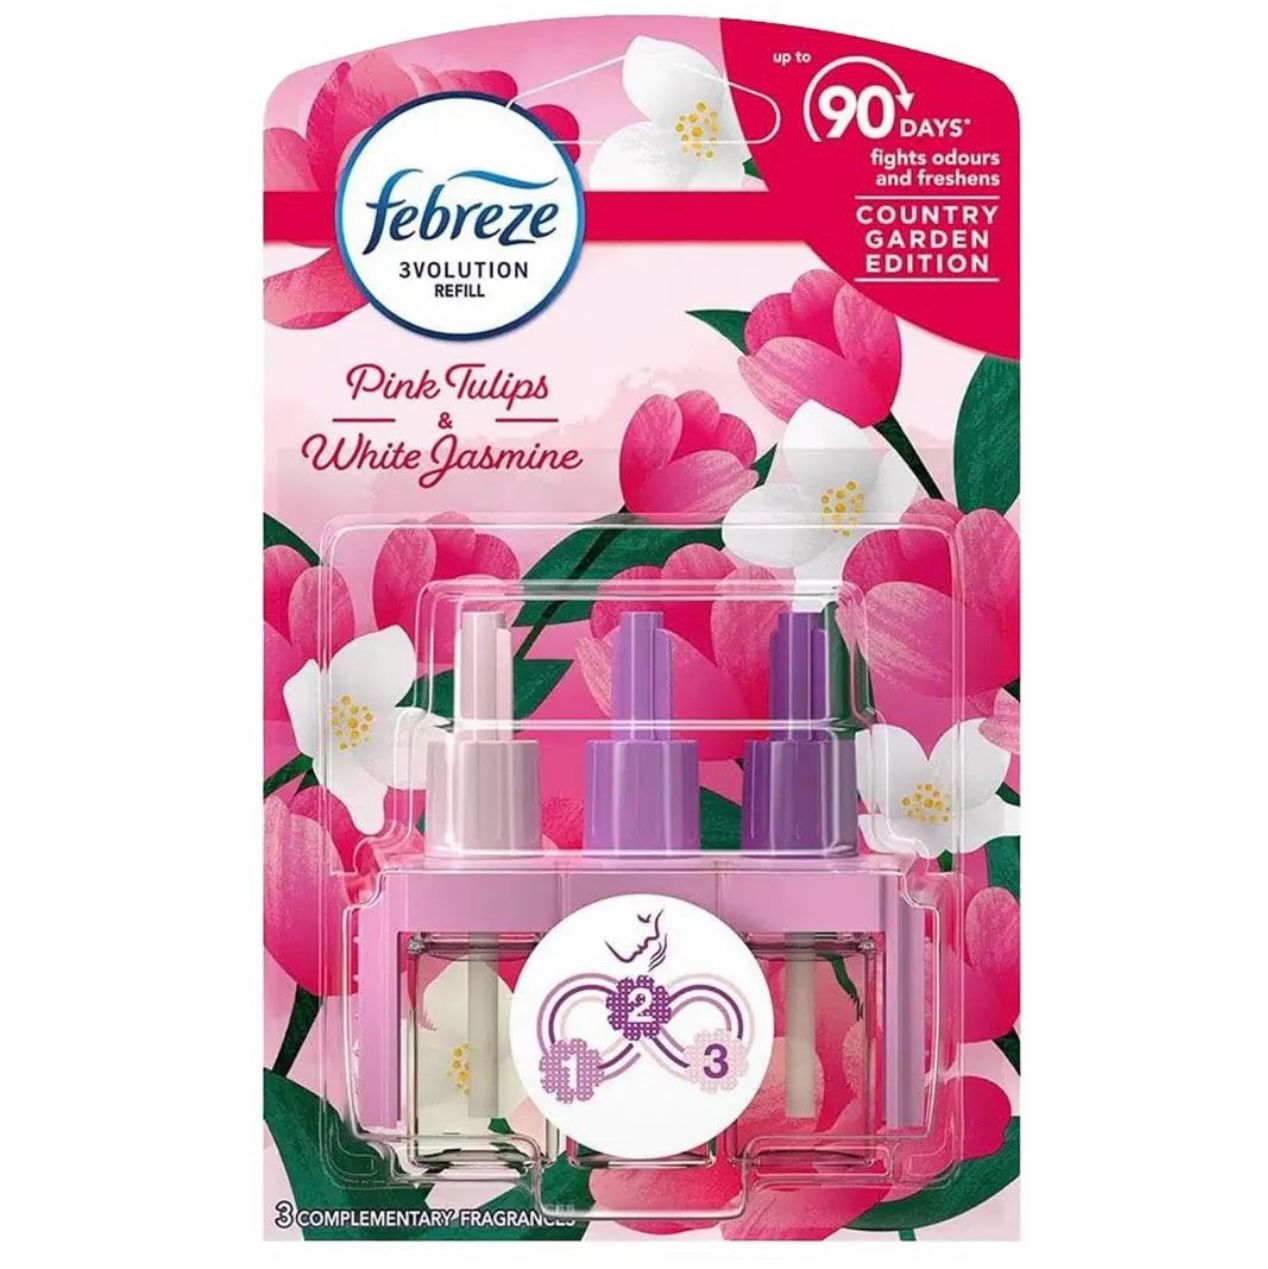 up to
90
DAYS*
fights odours
and freshens
COUNTRY
GARDEN
EDITION
febreze
3VOLUTION
REFILL
Pink Tulips
&
White Jasmine
2
1
3
3 COMPLEMENTARY FRAGRANCES